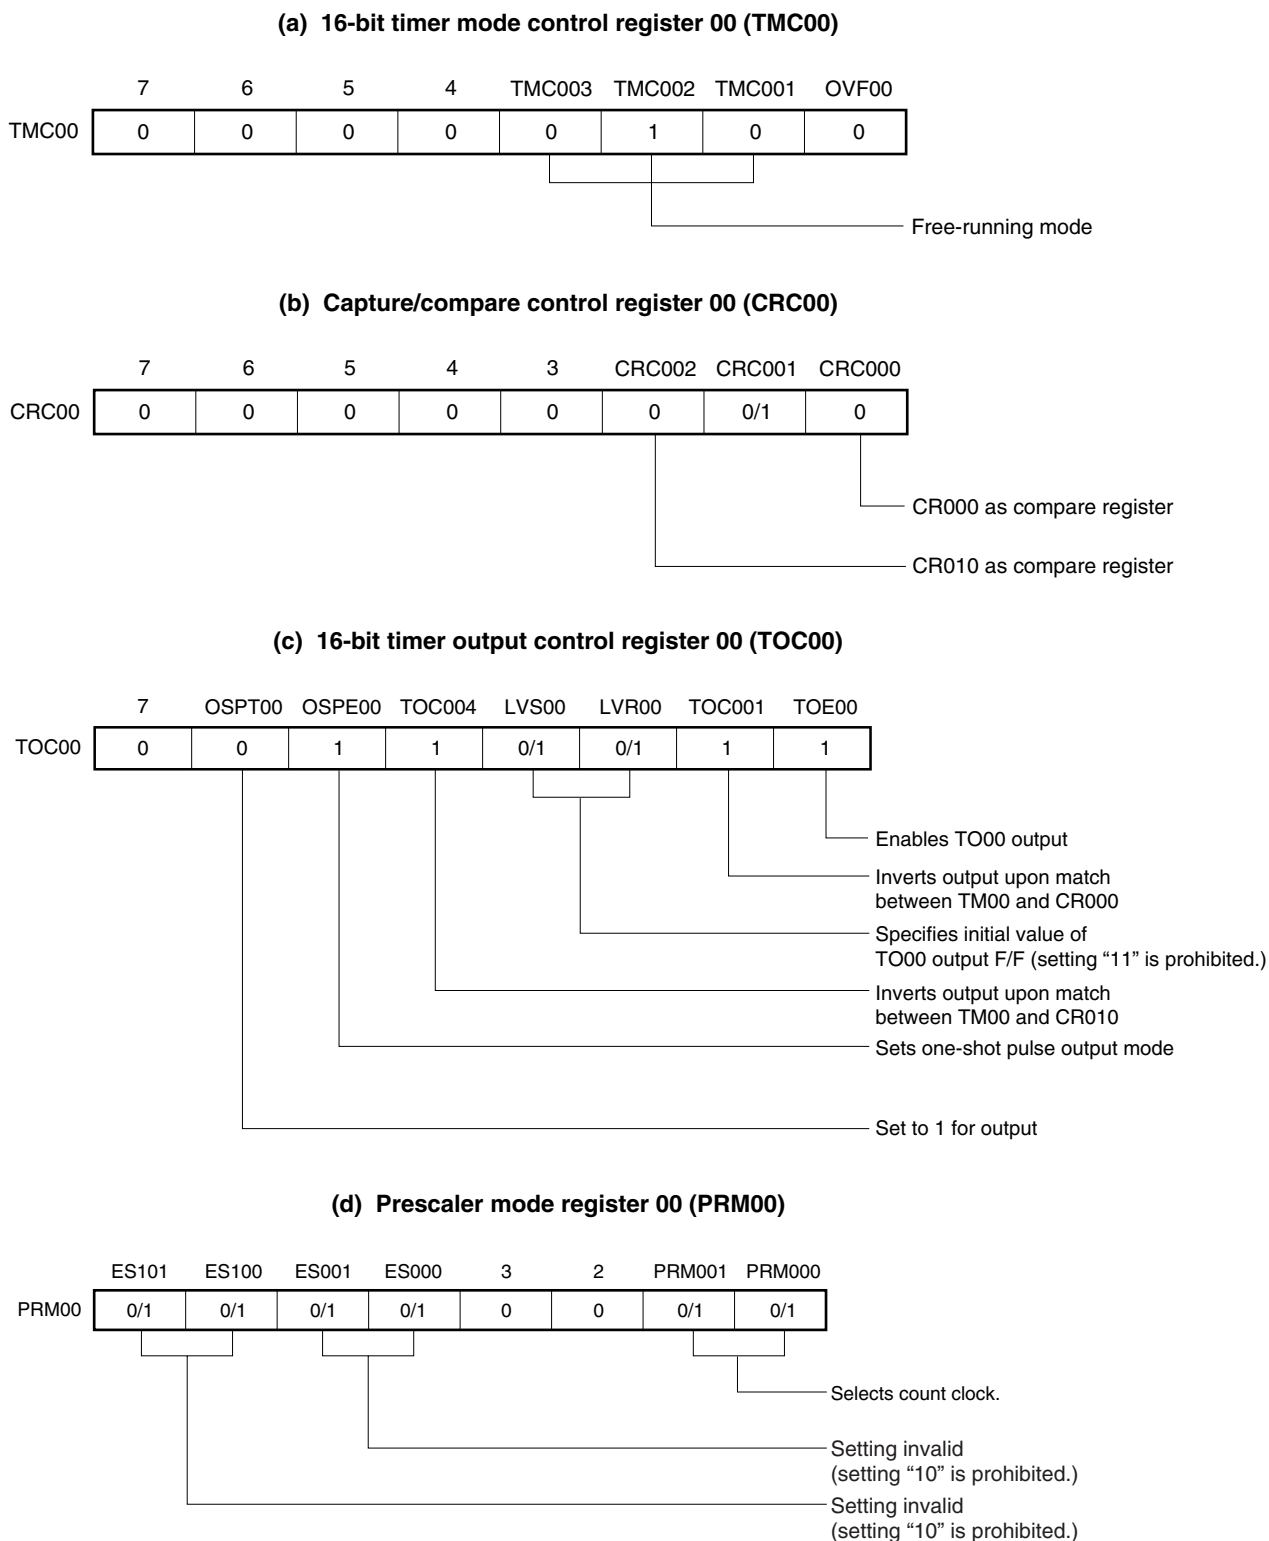 (a) 16-bit timer mode control register 00 (TMC00)
7 6 5 4 TMC003 TMC002 TMC001 OVF00
TMC00 0 0 0 0 0 1 0 0
Free-running mode
(b) Capture/compare control register 00 (CRC00)
7 6 5 4 3 CRC002 CRC001 CRC000
CRC00 0 0 0 0 0 0 0/1 0
CR000 as compare register
CR010 as compare register
(c) 16-bit timer output control register 00 (TOC00)
7 OSPT00 OSPE00 TOC004 LVS00 LVR00 TOC001 TOE00
TOC00 0 0 1 1 0/1 0/1 1 1
Enables TO00 output
Inverts output upon match
between TM00 and CR000
Specifies initial value of
TO00 output F/F (setting “11” is prohibited.)
Inverts output upon match
between TM00 and CR010
Sets one-shot pulse output mode
Set to 1 for output
(d) Prescaler mode register 00 (PRM00)
ES101 ES100 ES001 ES000 3 2 PRM001 PRM000
PRM00 0/1 0/1 0/1 0/1 0 0 0/1 0/1
Selects count clock.
Setting invalid
(setting “10” is prohibited.)
Setting invalid
(setting “10” is prohibited.)